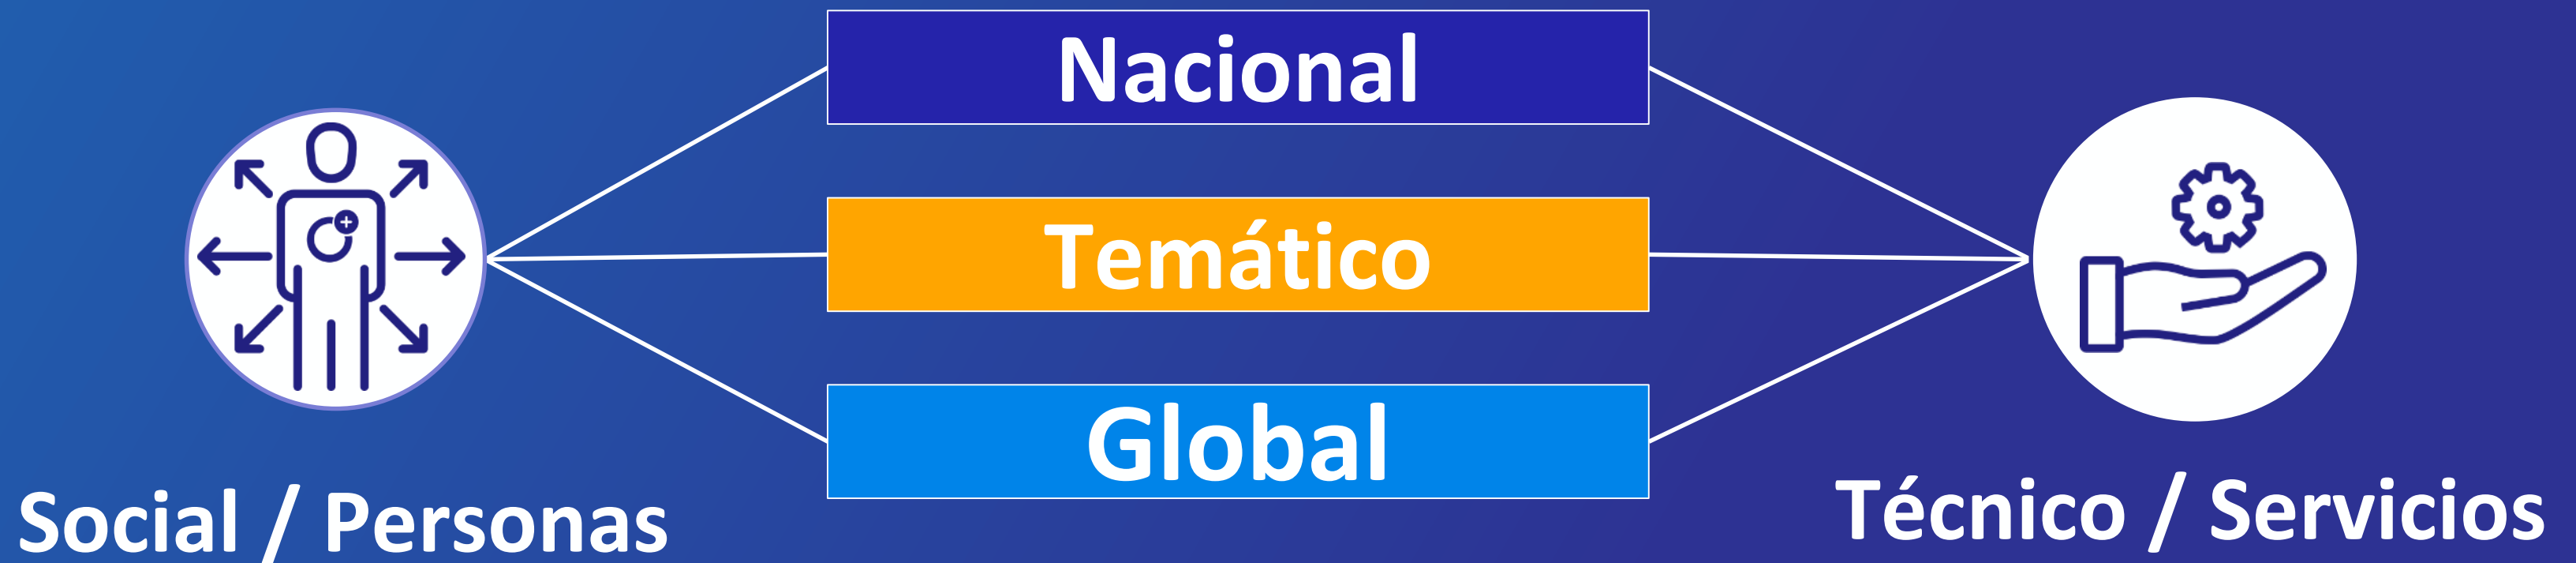 Nacional
Temático
Global
Social / Personas
Técnico / Servicios